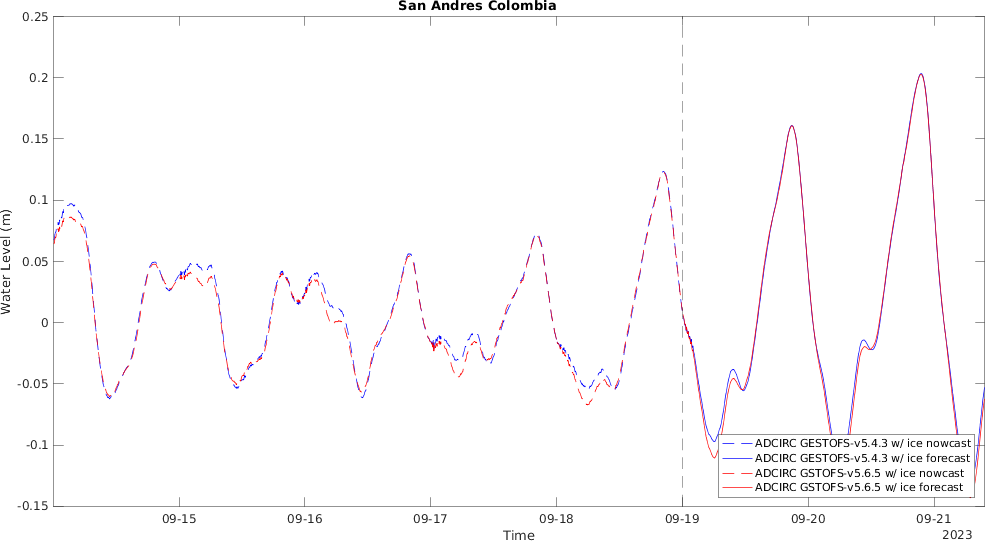 San Andres Colombia
0.25
0.2
0.15
0.1
0.05
0
-0.05
-0.1
-0.15
Water Level (m)
ADCIRC GESTOFS-v5.4.3 w/ ice nowcast
ADCIRC GESTOFS-v5.4.3 w/ ice forecast
ADCIRC GSTOFS-v5.6.5 w/ ice nowcast
ADCIRC GSTOFS-v5.6.5 w/ ice forecast
09-15 09-16 09-17 09-18 09-19 09-20 09-21
Time
2023